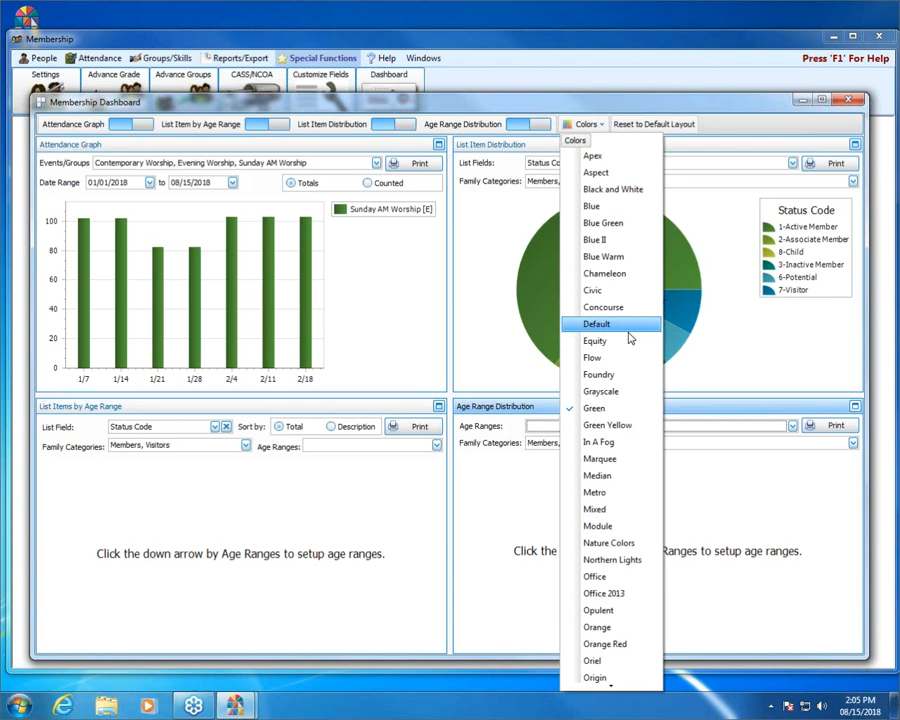 Membership
People Attendance Groups/Skills Reports/Export Special Functions Help Windows Press 'F1' For Help
Settings Advance Grade Advance Groups CASS/NCOA Customize Fields Dashboard
Membership Dashboard
Attendance Graph List Item by Age Range List Item Distribution Age Range Distribution Colors Reset to Default Layout
Attendance Graph
Events/Groups Contemporary Worship, Evening Worship, Sunday AM Worship Print
Date Range 01/01/2018 to 08/15/2018 Totals Counted
Sunday AM Worship [E]
100
80
60
40
20
0
1/7 1/14 1/21 1/28 2/4 2/11 2/18
List Item Distribution
List Fields: Status Co Print
Family Categories: Members,
Status Code
1-Active Member
2-Associate Member
8-Child
3-Inactive Member
6-Potential
7-Visitor
Colors
Apex
Aspect
Black and White
Blue
Blue Green
Blue II
Blue Warm
Chameleon
Civic
Concourse
Default
Equity
Flow
Foundry
Grayscale
Green
Green Yellow
In A Fog
Marquee
Median
Metro
Mixed
Module
Nature Colors
Northern Lights
Office
Office 2013
Opulent
Orange
Orange Red
Oriel
Origin
List Items by Age Range
List Field: Status Code Sort by: Total Description Print
Family Categories: Members, Visitors Age Ranges:
Click the down arrow by Age Ranges to setup age ranges.
Age Range Distribution
Age Ranges: Print
Family Categories: Members,
Click the Ranges to setup age ranges.
2:05 PM
08/15/2018